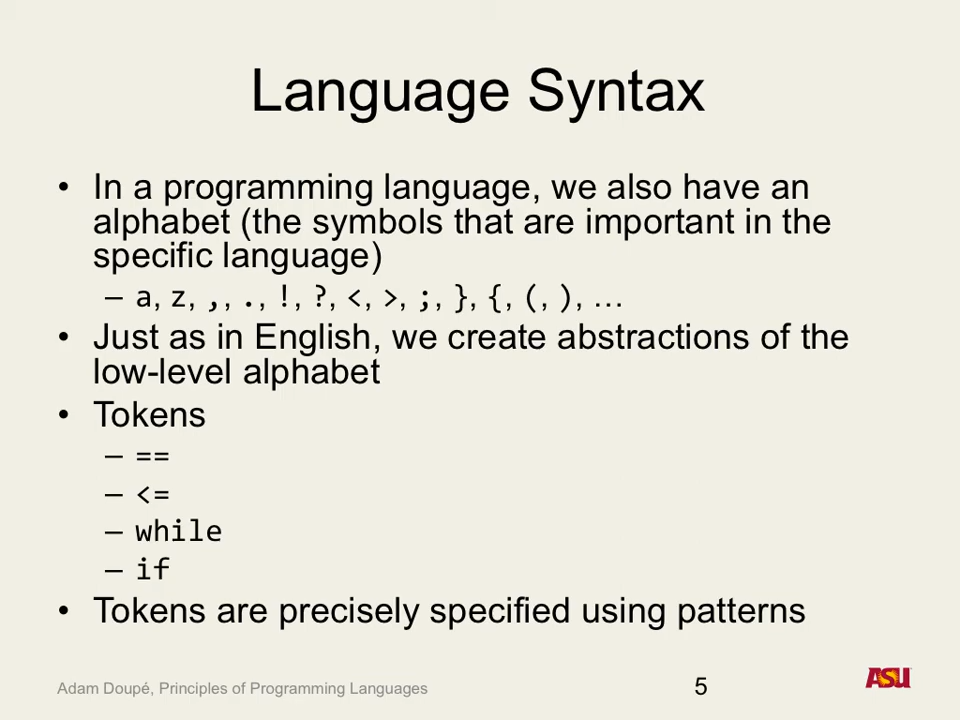 Language Syntax
• In a programming language, we also have an
alphabet (the symbols that are important in the
specific language)
– a, z, ,, ., !, ?, <, >, ;, }, {, (, ), …
• Just as in English, we create abstractions of the
low-level alphabet
• Tokens
– ==
– <=
– while
– if
• Tokens are precisely specified using patterns
Adam Doupé, Principles of Programming Languages
5
ASU